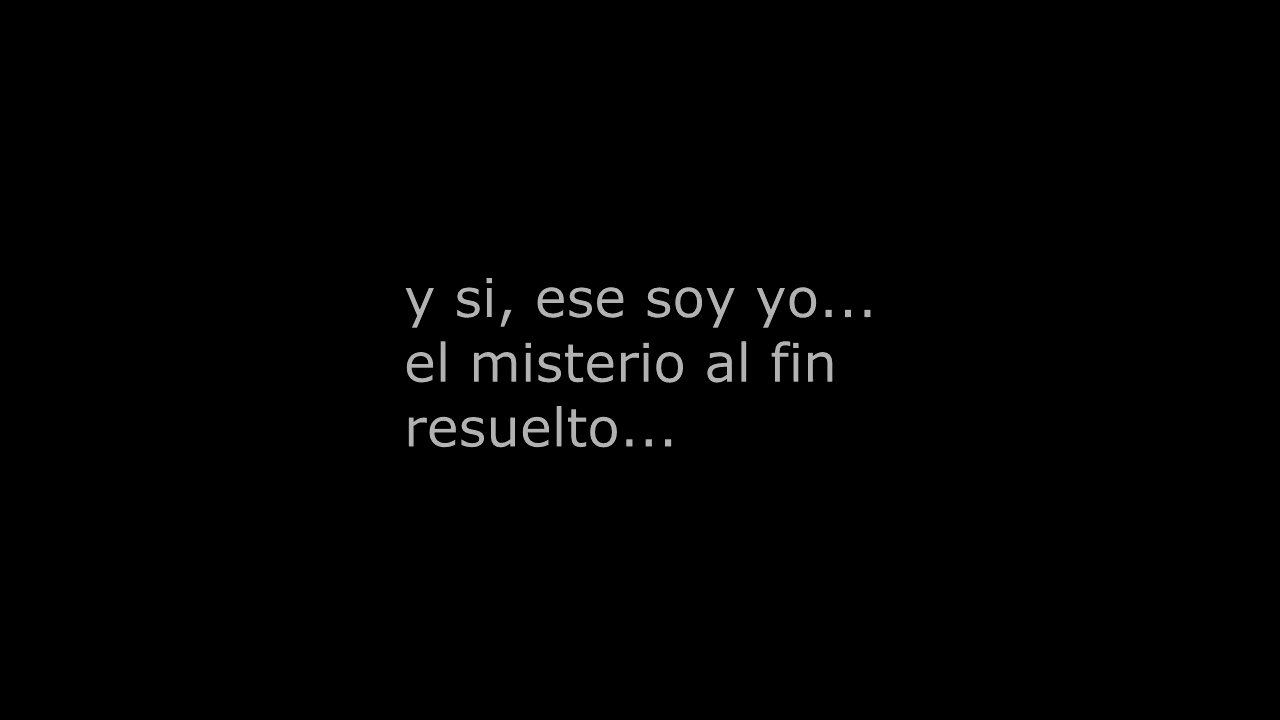 y si, ese soy yo...
el misterio al fin
resuelto...